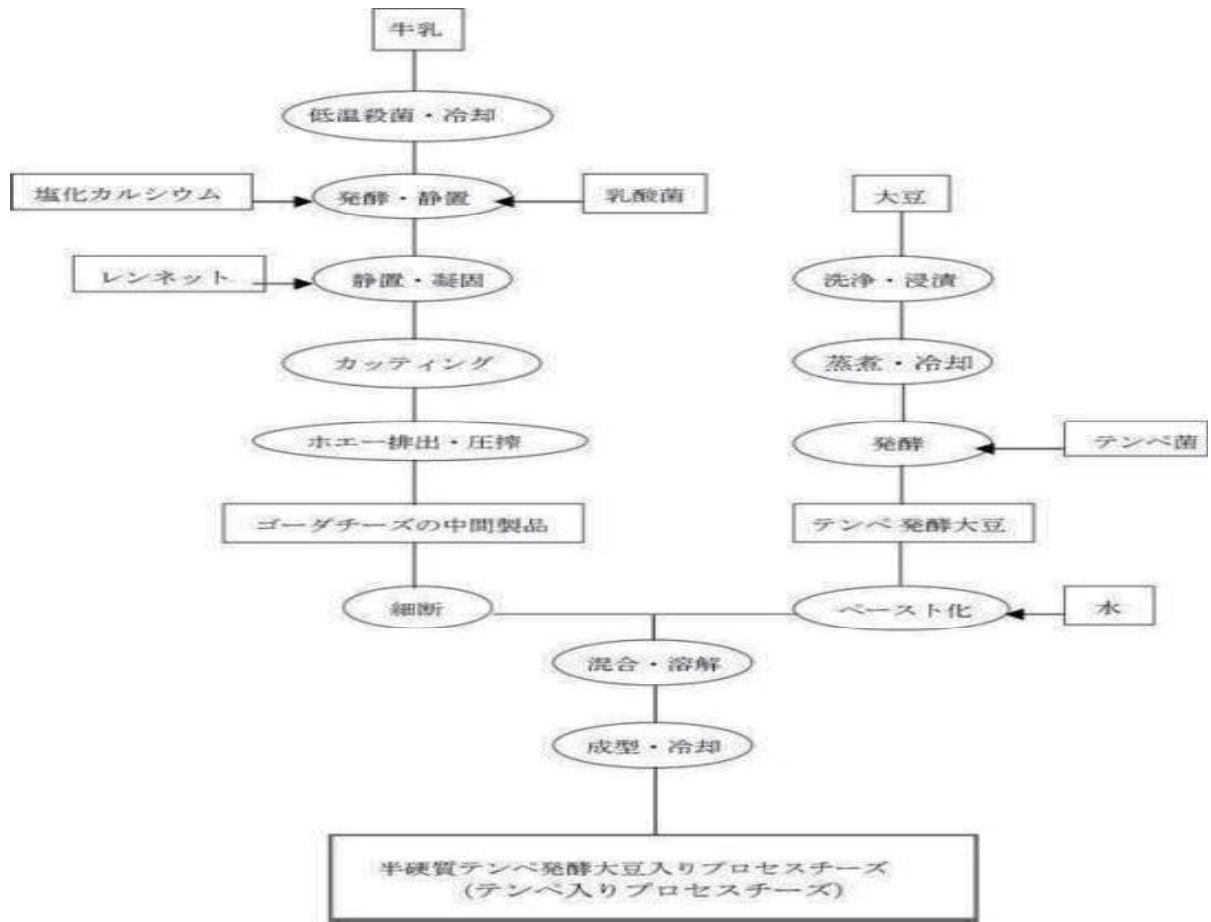 牛乳
低温殺菌・冷却
塩化カルシウム
発酵・静置
乳酸菌
大豆
レンネット
静置・凝固
洗浄・浸漬
カッティング
蒸煮・冷却
ホエー排出・圧搾
発酵
テンペ菌
ゴーダチーズの中間製品
テンペ発酵大豆
細断
ペースト化
水
混合・溶解
成型・冷却
半硬質テンペ発酵大豆入りプロセスチーズ
(テンペ入りプロセスチーズ)